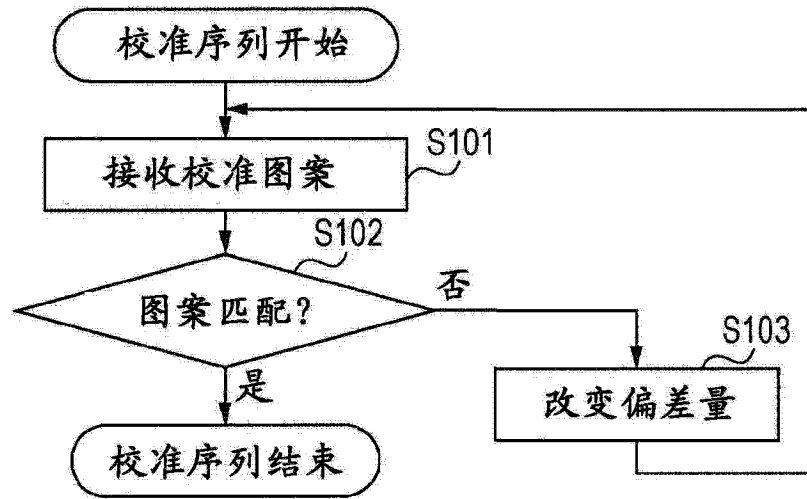 校准序列开始
S101
接收校准图案
S102
图案匹配?
否
S103
改变偏差量
是
校准序列结束